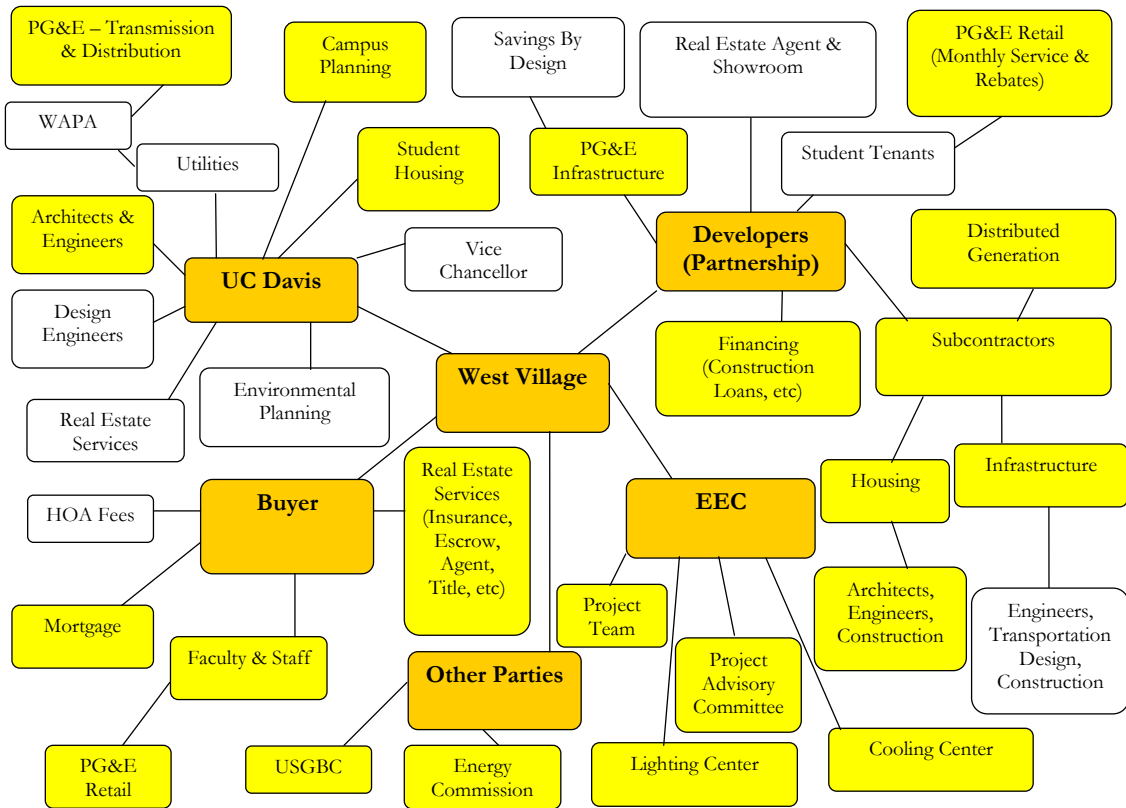 PG&E – Transmission
& Distribution
Campus
Planning
Savings By
Design
Real Estate Agent &
Showroom
PG&E Retail
(Monthly Service &
Rebates)
WAPA
Utilities
Student
Housing
PG&E
Infrastructure
Student Tenants
Architects &
Engineers
Vice
Chancellor
Developers
(Partnership)
Distributed
Generation
UC Davis
Design
Engineers
Environmental
Planning
West Village
Financing
(Construction
Loans, etc)
Subcontractors
Real Estate
Services
HOA Fees
Buyer
Real Estate
Services
(Insurance,
Escrow,
Agent,
Title, etc)
EEC
Housing
Infrastructure
Mortgage
Faculty & Staff
Project
Team
Architects,
Engineers,
Construction
Engineers,
Transportation
Design,
Construction
Other Parties
Project
Advisory
Committee
PG&E
Retail
USGBC
Energy
Commission
Lighting Center
Cooling Center